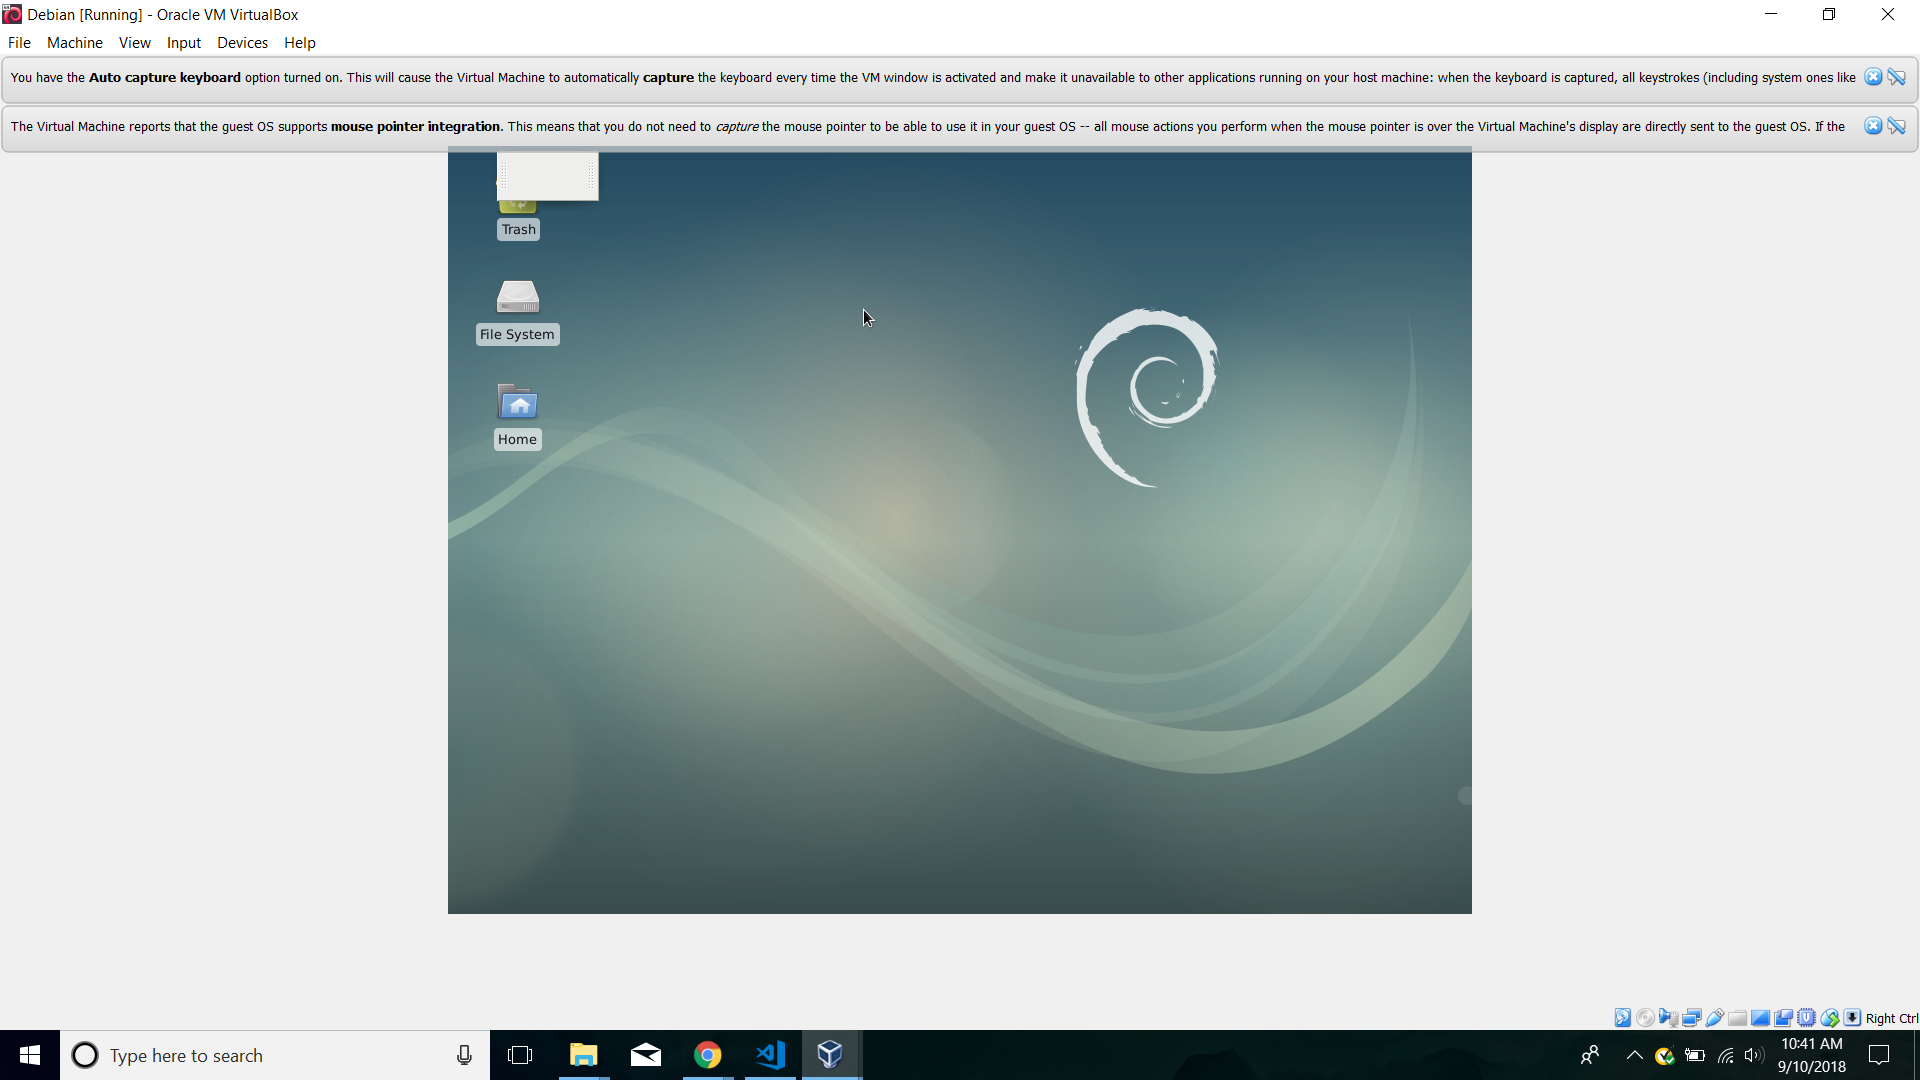 Debian [Running] - Oracle VM VirtualBox
File Machine View Input Devices Help
You have the Auto capture keyboard option turned on. This will cause the Virtual Machine to automatically capture the keyboard every time the VM window is activated and make it unavailable to other applications running on your host machine: when the keyboard is captured, all keystrokes (including system ones like
The Virtual Machine reports that the guest OS supports mouse pointer integration. This means that you do not need to capture the mouse pointer to be able to use it in your guest OS -- all mouse actions you perform when the mouse pointer is over the Virtual Machine's display are directly sent to the guest OS. If the
Trash
File System
Home
Right Ctrl
Type here to search
10:41 AM
9/10/2018